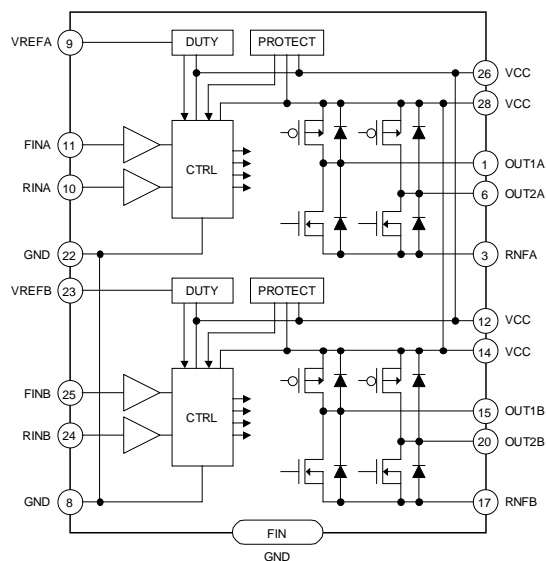 VREFA 9 DUTY PROTECT
26 VCC
28 VCC
FINA 11
CTRL
RINA 10
1 OUT1A
6 OUT2A
GND 22
3 RNFA
VREFB 23 DUTY PROTECT
12 VCC
14 VCC
FINB 25
CTRL
RINB 24
15 OUT1B
20 OUT2B
GND 8
17 RNFB
FIN
GND